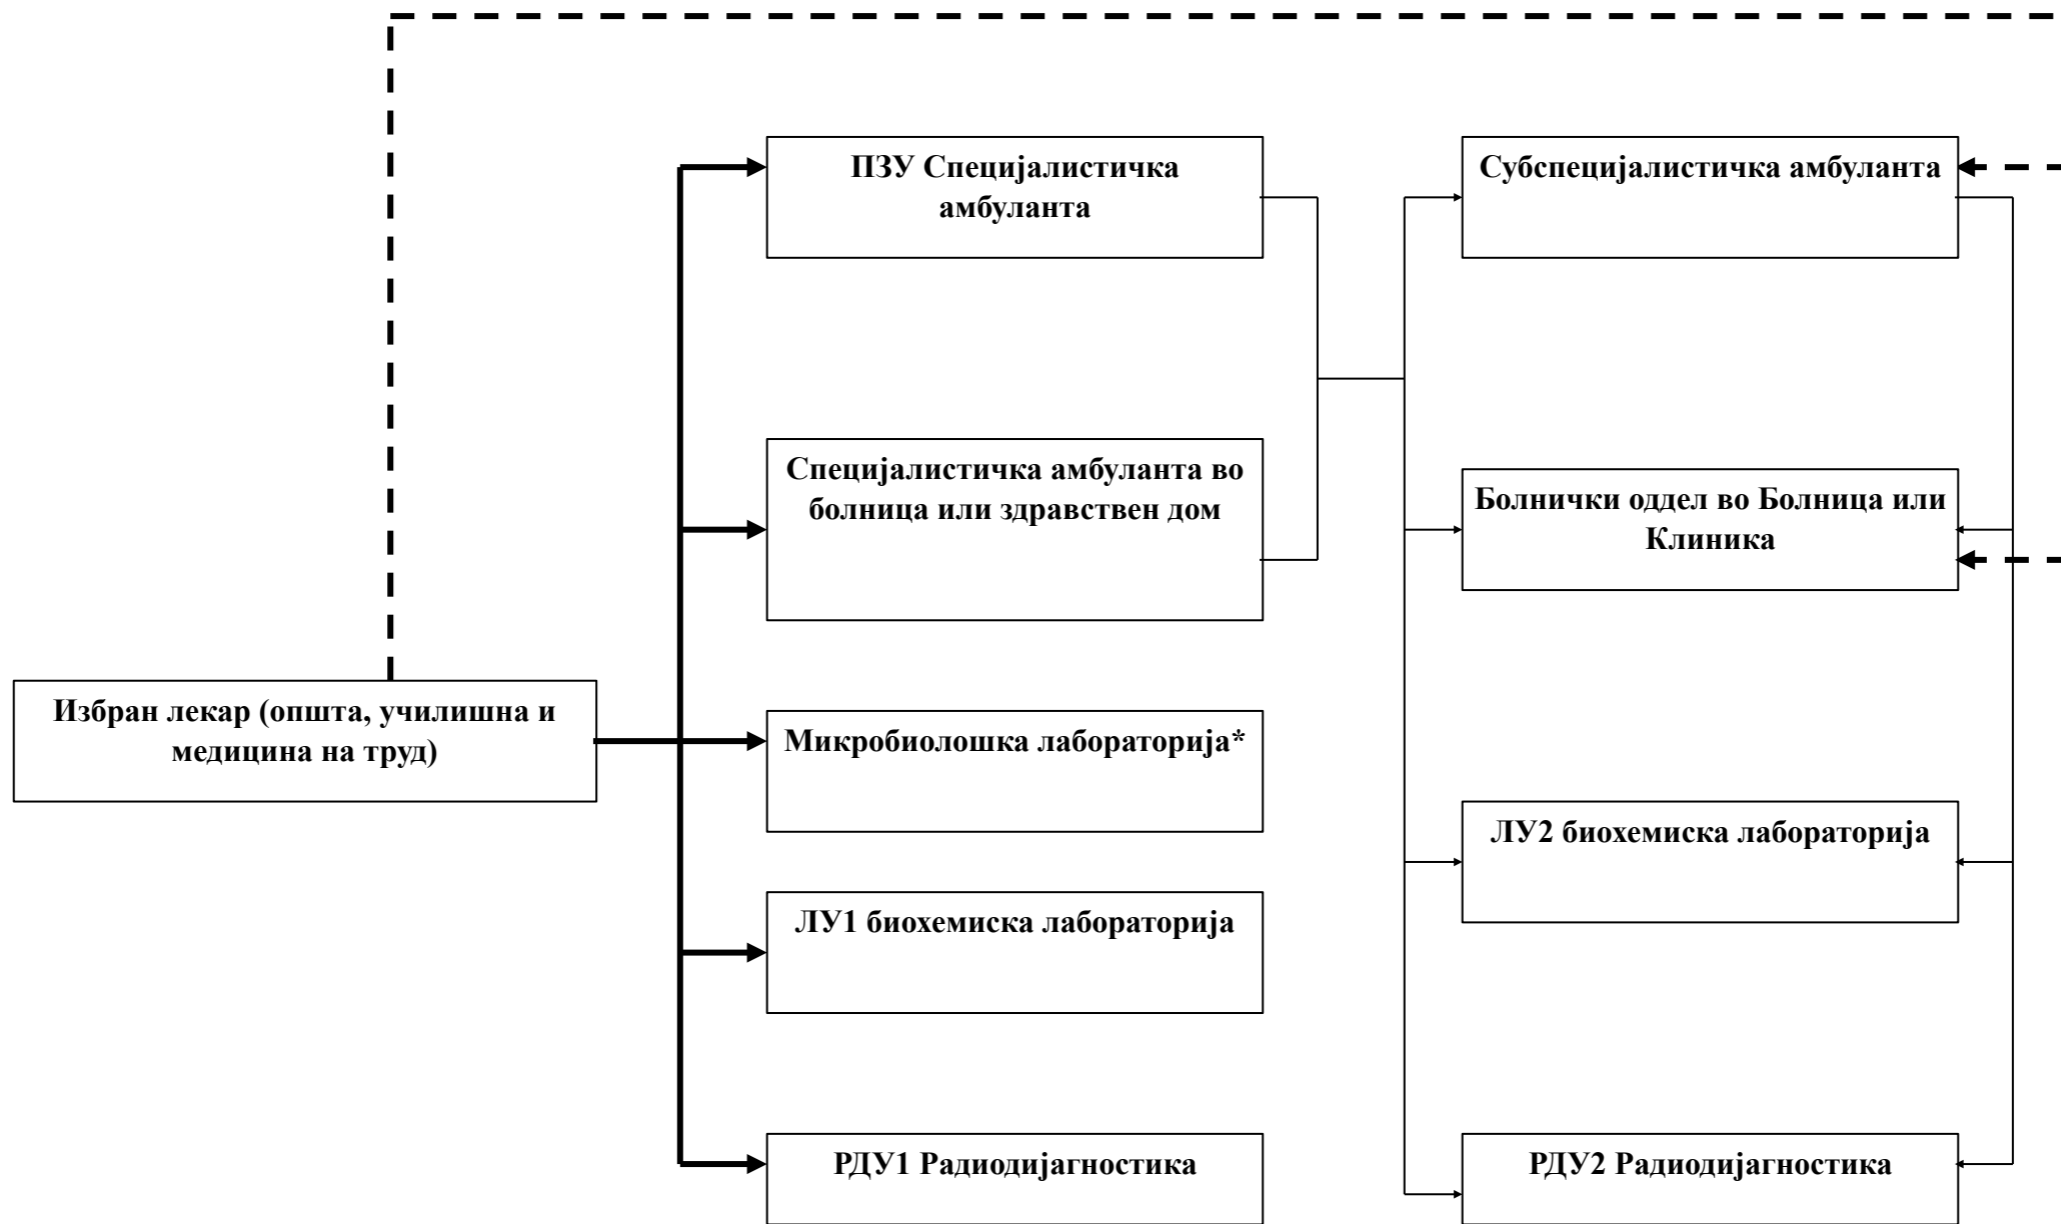 ПЗУ Специјалистичка
амбуланта
Субспецијалистичка амбуланта
Специјалистичка амбуланта во
болница или здравствен дом
Болнички оддел во Болница или
Клиника
Избран лекар (општа, училишна и
медицина на труд)
Микробиолошка лабораторија*
ЛУ2 биохемиска лабораторија
ЛУ1 биохемиска лабораторија
РДУ1 Радиодијагностика
РДУ2 Радиодијагностика